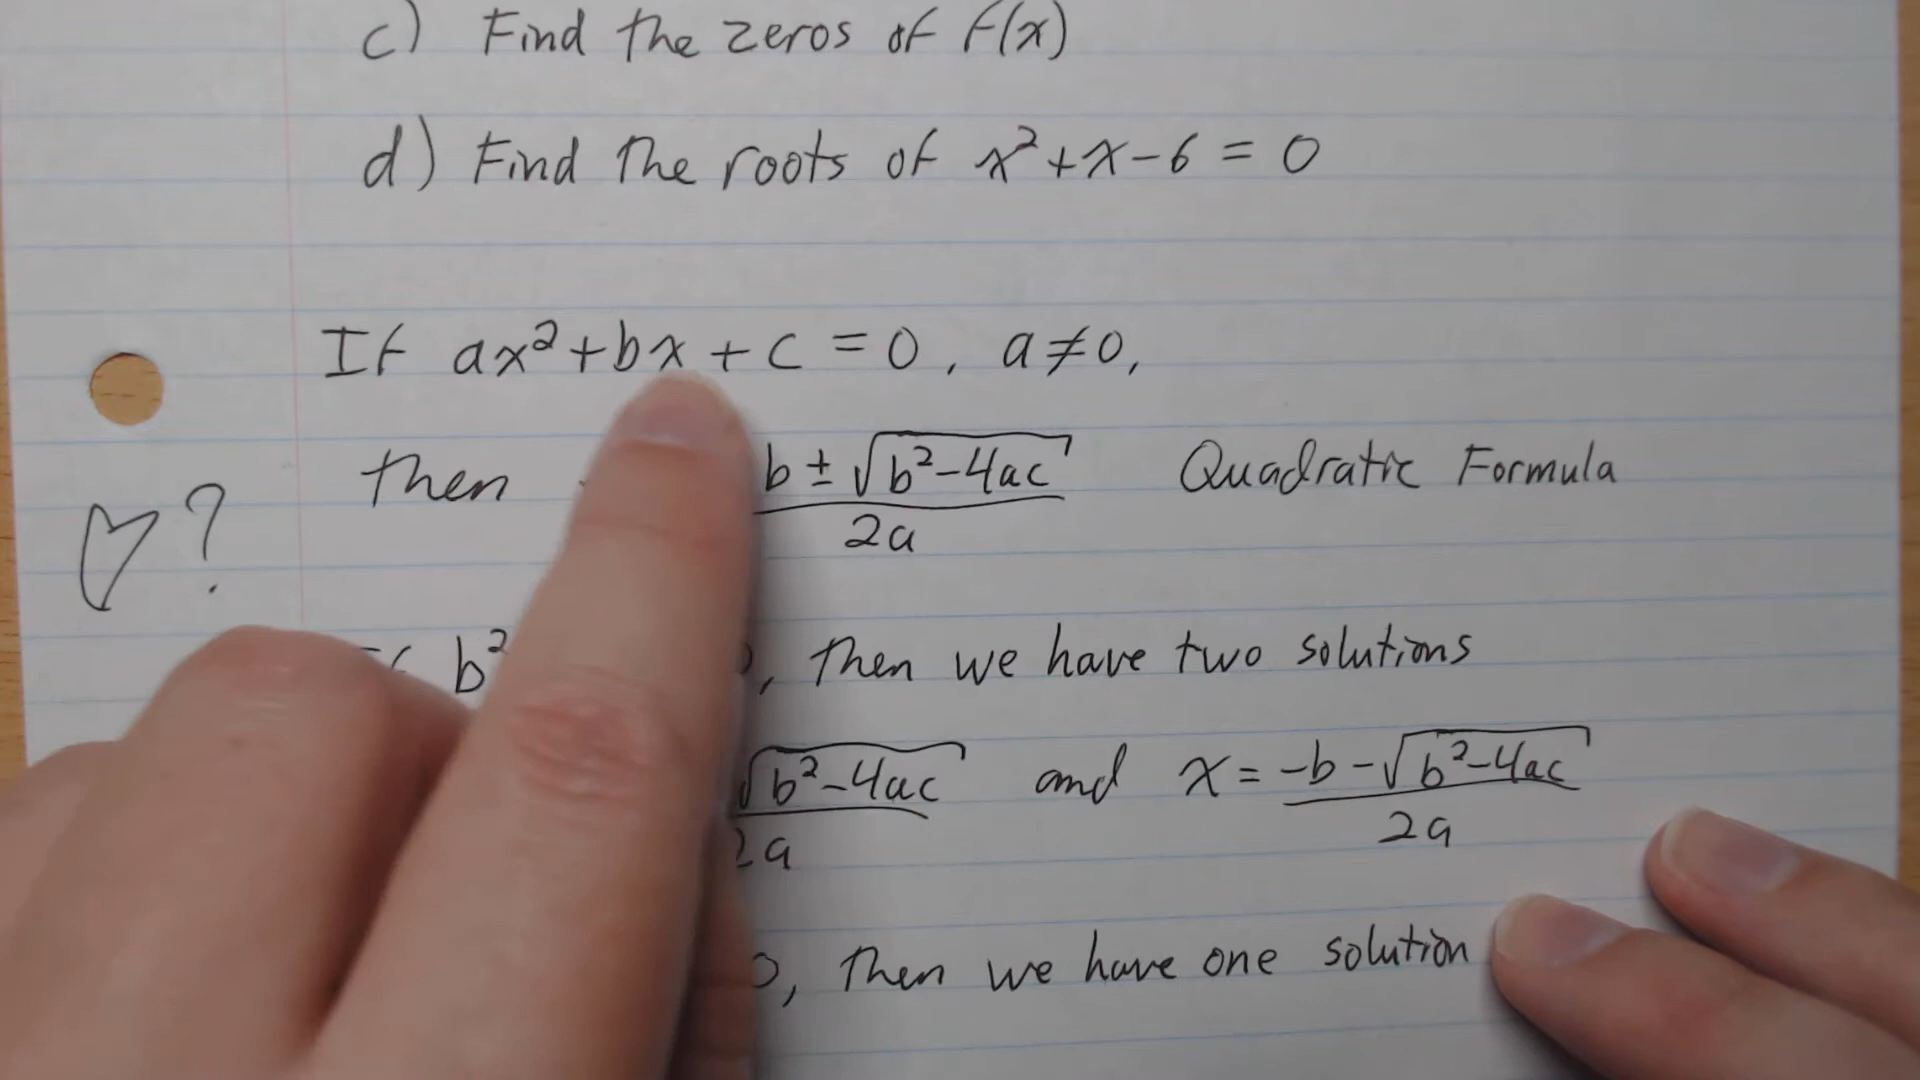 c) Find the zeros of f(x)
d) Find the roots of x²+x-6 = 0
If ax²+bx+c = 0, a≠0,
then b ± √(b²-4ac) / 2a Quadratic Formula
♡?
b² , then we have two solutions
√(b²-4ac) / 2a and x = (-b - √(b²-4ac)) / 2a
, then we have one solution